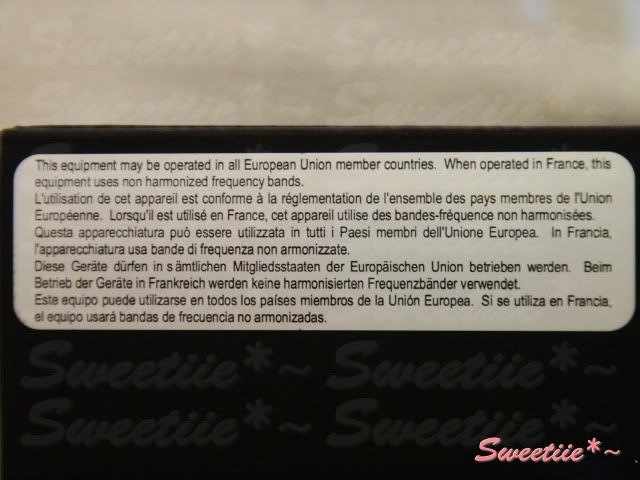 This equipment may be operated in all European Union member countries. When operated in France, this
equipment uses non harmonized frequency bands.
L'utilisation de cet appareil est conforme à la réglementation de l'ensemble des pays membres de l'Union
Européenne. Lorsqu'il est utilisé en France, cet appareil utilise des bandes-fréquence non harmonisées.
Questa apparecchiatura può essere utilizzata in tutti i Paesi membri dell'Unione Europea. In Francia,
l'apparecchiatura usa bande di frequenza non armonizzate.
Diese Geräte dürfen in sämtlichen Mitgliedsstaaten der Europäischen Union betrieben werden. Beim
Betrieb der Geräte in Frankreich werden keine harmonisierten Frequenzbänder verwendet.
Este equipo puede utilizarse en todos los países miembros de la Unión Europea. Si se utiliza en Francia,
el equipo usará bandas de frecuencia no armonizadas.
Sweetiie*~ Sweetiie*~
Sweetiie*~ Sweetiie*~
Sweetiie*~